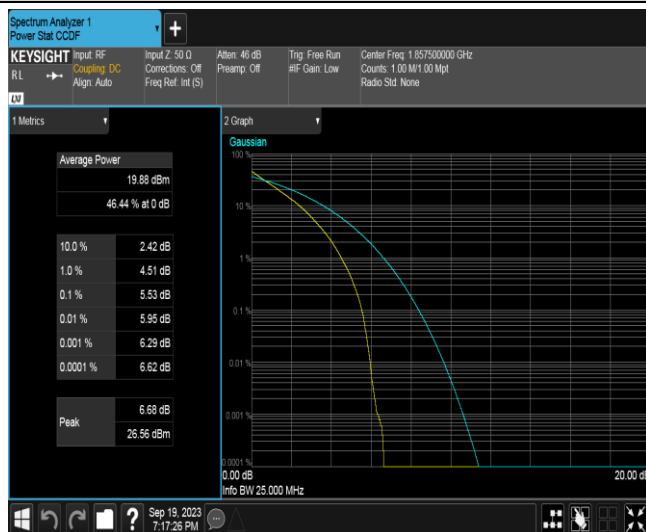 Spectrum Analyzer 1
Power Stat CCDF
+
KEYSIGHT
RL
LXI
Input: RF
Coupling: DC
Align: Auto
Input Z: 50 Ω
Corrections: Off
Freq Ref: Int (S)
Atten: 46 dB
Preamp: Off
Trig: Free Run
#IF Gain: Low
Center Freq: 1.857500000 GHz
Counts: 1.00 M/1.00 Mpt
Radio Std: None
1 Metrics
Average Power
19.88 dBm
46.44 % at 0 dB
10.0 % 2.42 dB
1.0 % 4.51 dB
0.1 % 5.53 dB
0.01 % 5.95 dB
0.001 % 6.29 dB
0.0001 % 6.62 dB
Peak
6.68 dB
26.56 dBm
2 Graph
Gaussian
100 %
10 %
1 %
0.1 %
0.01 %
0.001 %
0.0001 %
0.00 dB 20.00 dB
Info BW 25.000 MHz
?
Sep 19, 2023
7:17:26 PM